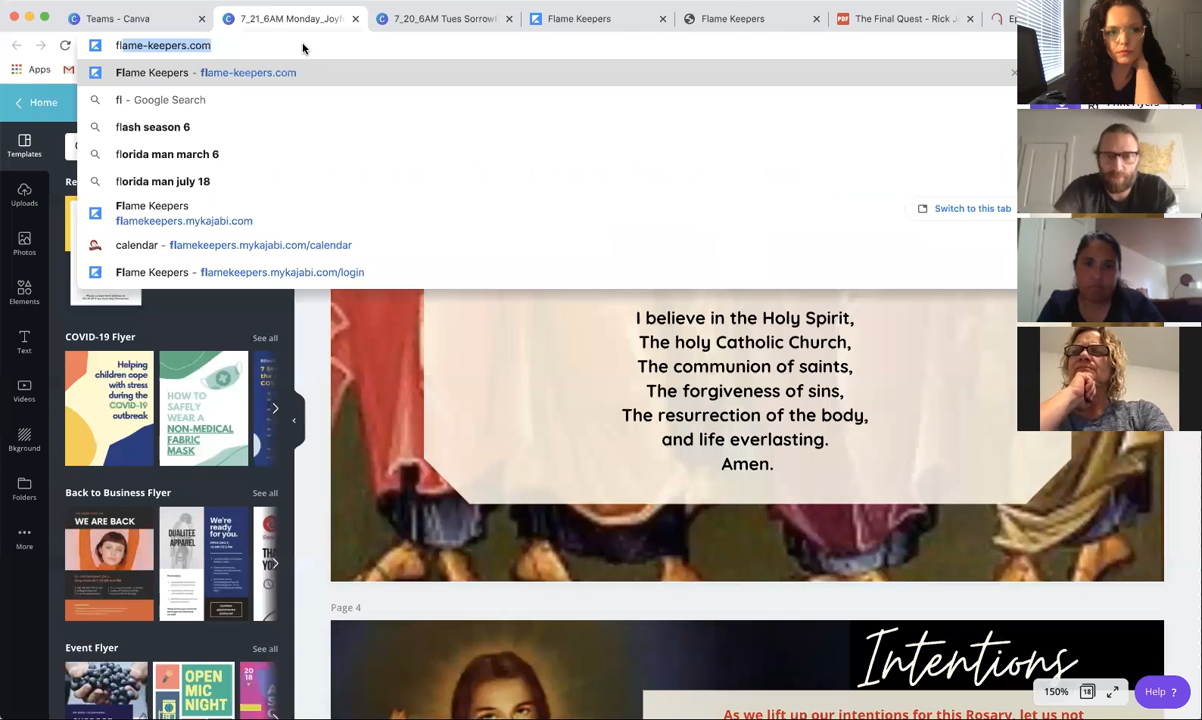 Teams - Canva
7_21_6AM Monday_Joyf
7_20_6AM Tues Sorrow
Flame Keepers
Flame Keepers
The Final Quest - Rick J
Ep
flame-keepers.com
Apps
Flame Keepers - flame-keepers.com
fl - Google Search
flash season 6
florida man march 6
florida man july 18
Flame Keepers
flamekeepers.mykajabi.com
Switch to this tab
calendar - flamekeepers.mykajabi.com/calendar
Flame Keepers - flamekeepers.mykajabi.com/login
Home
Templates
Uploads
Photos
Elements
Text
Videos
Bkground
Folders
More
Re
COVID-19 Flyer
See all
Helping
children cope
with stress
during the
COVID-19
outbreak
HOW TO
SAFELY
WEAR A
NON-MEDICAL
FABRIC
MASK
Back to Business Flyer
See all
WE ARE BACK
DUALITEE
APPAREL
We're
ready
for you.
Event Flyer
See all
OPEN
MIC
NIGHT
I believe in the Holy Spirit,
The holy Catholic Church,
The communion of saints,
The forgiveness of sins,
The resurrection of the body,
and life everlasting.
Amen.
Page 4
Intentions
As we lift up our intentions for this Rosary, let us not
150%
18
Help ?